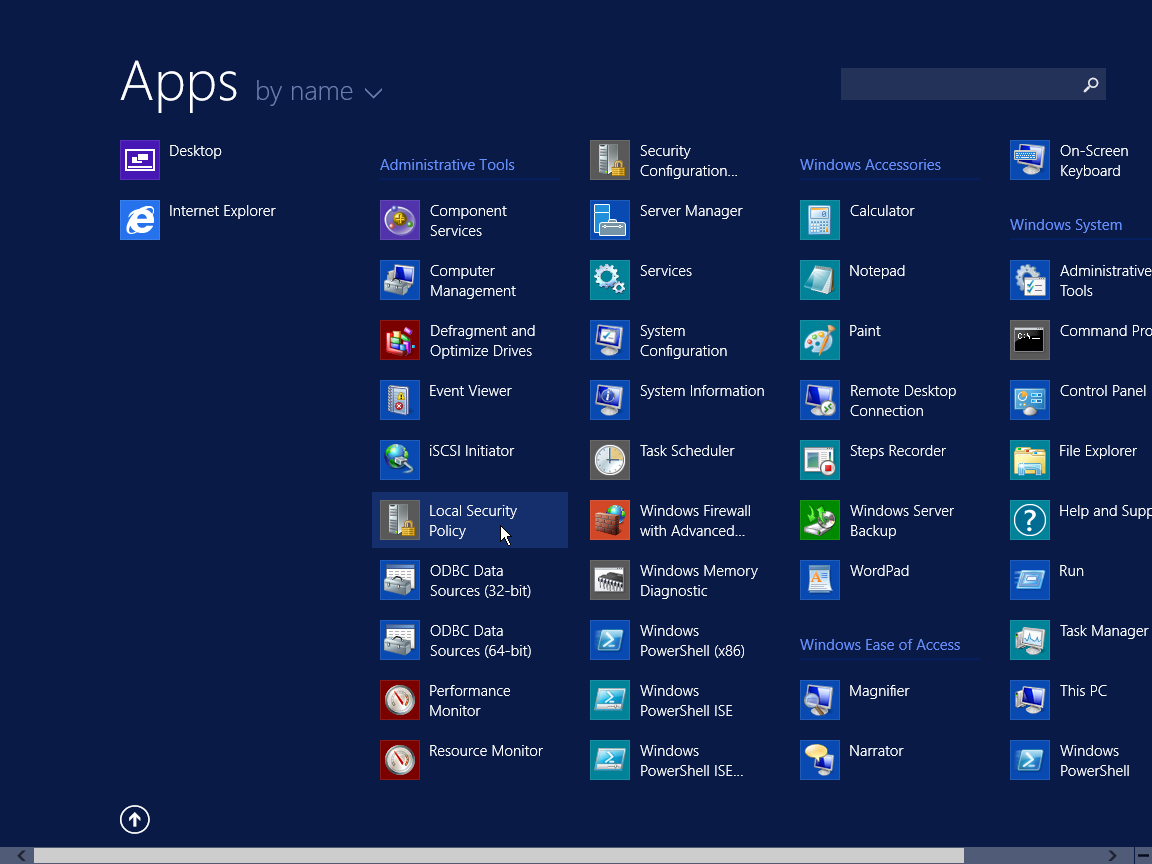 Apps by name
Desktop
Internet Explorer
Administrative Tools
Component
Services
Computer
Management
Defragment and
Optimize Drives
Event Viewer
iSCSI Initiator
Local Security
Policy
ODBC Data
Sources (32-bit)
ODBC Data
Sources (64-bit)
Performance
Monitor
Resource Monitor
Security
Configuration...
Server Manager
Services
System
Configuration
System Information
Task Scheduler
Windows Firewall
with Advanced...
Windows Memory
Diagnostic
Windows
PowerShell (x86)
Windows
PowerShell ISE
Windows
PowerShell ISE...
Windows Accessories
Calculator
Notepad
Paint
Remote Desktop
Connection
Steps Recorder
Windows Server
Backup
WordPad
Windows Ease of Access
Magnifier
Narrator
On-Screen
Keyboard
Windows System
Administrative
Tools
Command Pro
Control Panel
File Explorer
Help and Supp
Run
Task Manager
This PC
Windows
PowerShell